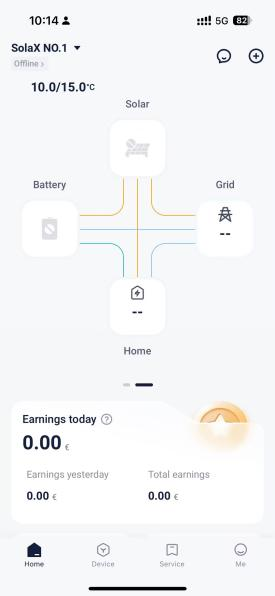 10:14
5G 82
SolaX NO.1
Offline
10.0/15.0°C
Solar
Battery
Grid
--
--
Home
Earnings today
0.00 €
Earnings yesterday
Total earnings
0.00 €
0.00 €
Home
Device
Service
Me